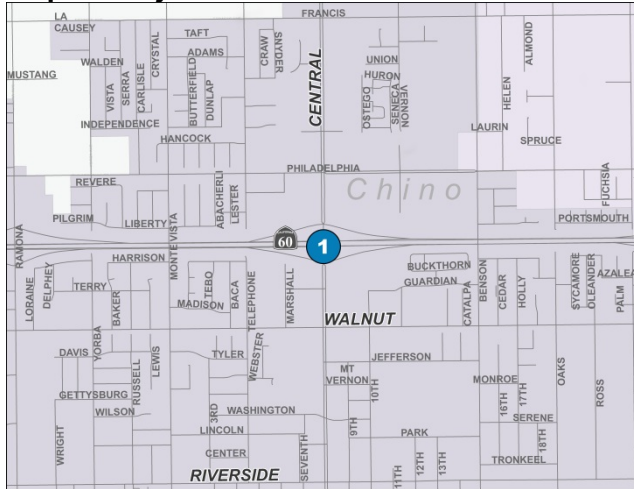 LA
CAUSEY
FRANCIS
TAFT
ADAMS
CRYSTAL
CRAW
SNYDER
CENTRAL
UNION
HURON
ALMOND
HELEN
MUSTANG
WALDEN
VISTA
SERRA
CARLISLE
BUTTERFIELD
DUNLAP
OSTEGO
SENECA
VERNON
INDEPENDENCE
HANCOCK
LAURIN
SPRUCE
PHILADELPHIA
REVERE
ABACHERLI
LESTER
Chino
FUCHSIA
PILGRIM
LIBERTY
MONTE VISTA
PORTSMOUTH
RAMONA
60
1
HARRISON
BUCKTHORN
GUARDIAN
LORAINE
DELPHEY
TERRY
BAKER
TEBO
MADISON
BACA
TELEPHONE
MARSHALL
CATALPA
BENSON
CEDAR
HOLLY
SYCAMORE
OLEANDER
AZALEA
PALM
WALNUT
DAVIS
YORBA
LEWIS
TYLER
WEBSTER
JEFFERSON
MT
VERNON
10TH
MONROE
OAKS
ROSS
GETTYSBURG
RUSSELL
WILSON
3RD
WASHINGTON
9TH
16TH
17TH
SERENE
WRIGHT
LINCOLN
PARK
CENTER
SEVENTH
18TH
RIVERSIDE
11TH
12TH
13TH
TRONKEEL